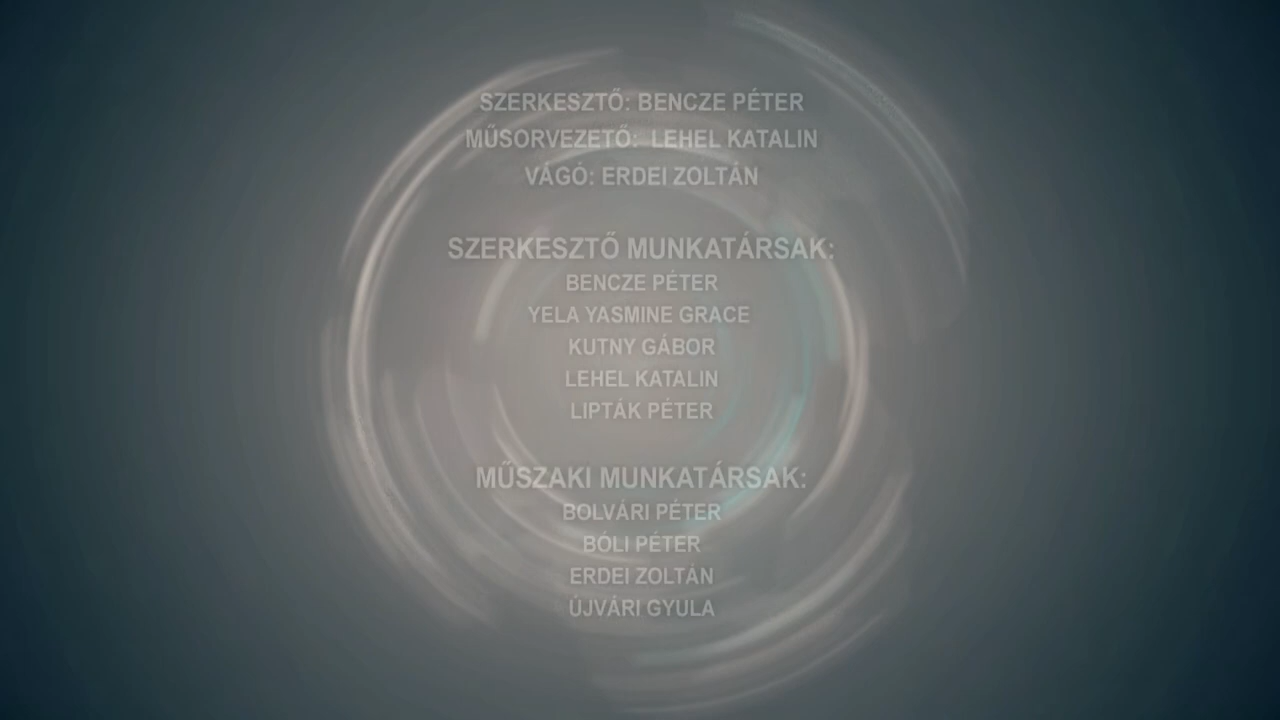 SZERKESZTŐ: BENCZE PÉTER
MŰSORVEZETŐ: LEHEL KATALIN
VÁGÓ: ERDEI ZOLTÁN
SZERKESZTŐ MUNKATÁRSAK:
BENCZE PÉTER
YELA YASMINE GRACE
KUTNY GÁBOR
LEHEL KATALIN
LIPTÁK PÉTER
MŰSZAKI MUNKATÁRSAK:
BOLVÁRI PÉTER
BÓLI PÉTER
ERDEI ZOLTÁN
ÚJVÁRI GYULA